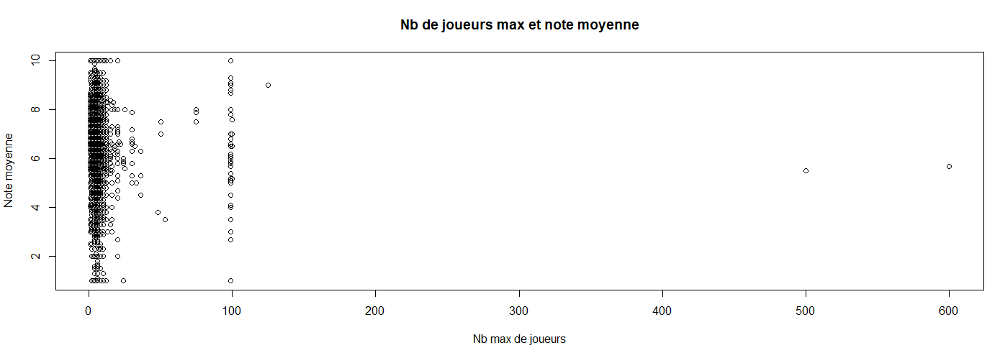 Nb de joueurs max et note moyenne
Note moyenne
10
8
6
4
2
0 100 200 300 400 500 600
Nb max de joueurs